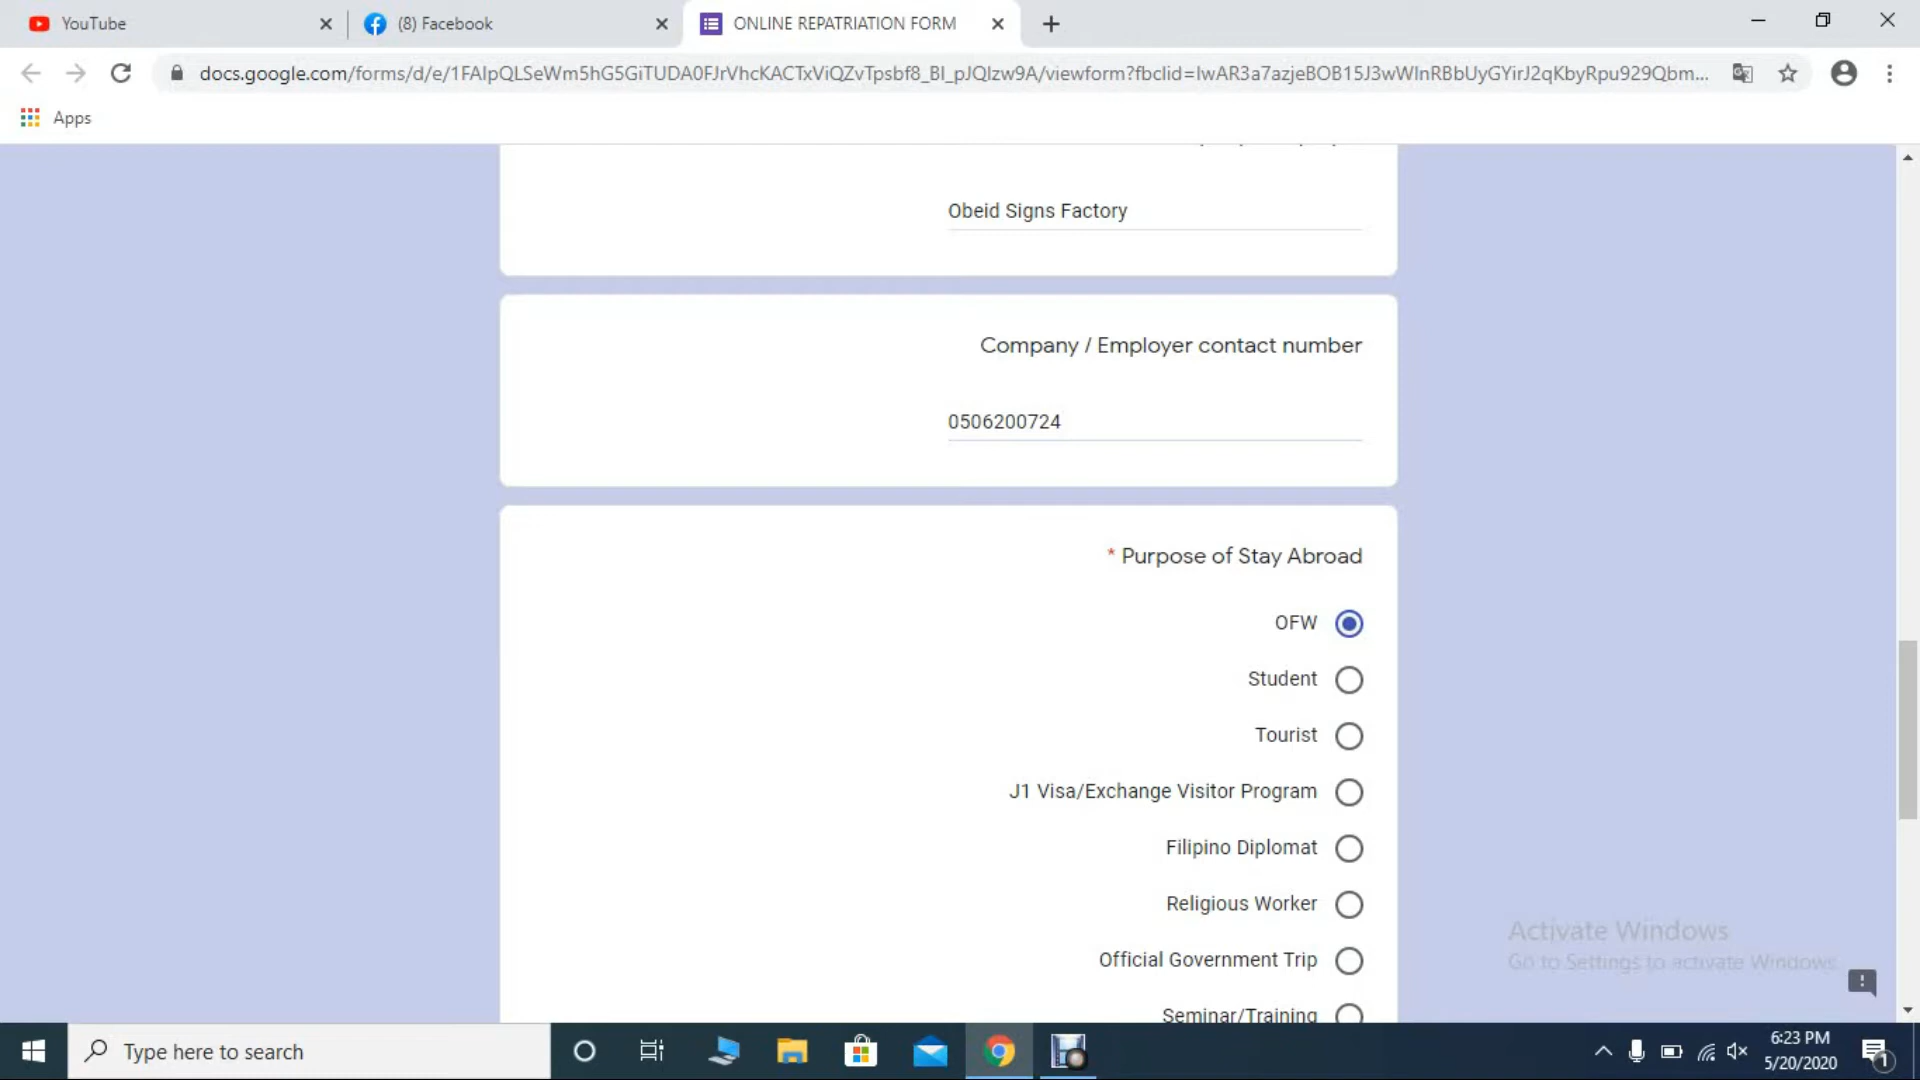 YouTube
(8) Facebook
ONLINE REPATRIATION FORM
docs.google.com/forms/d/e/1FAIpQLSeWm5hG5GiTUDA0FJrVhcKACTxViQZvTpsbf8_BI_pJQIzw9A/viewform?fbclid=IwAR3a7azjeBOB15J3wWlnRBbUyGYirJ2qKbyRpu929Qbm...
Apps
Obeid Signs Factory
Company / Employer contact number
0506200724
* Purpose of Stay Abroad
OFW
Student
Tourist
J1 Visa/Exchange Visitor Program
Filipino Diplomat
Religious Worker
Official Government Trip
Seminar/Training
Activate Windows
Go to Settings to activate Windows.
Type here to search
6:23 PM
5/20/2020
1